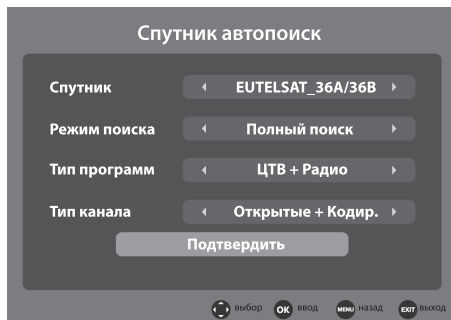 Спутник автопоиск
Спутник EUTELSAT_36A/36B
Режим поиска Полный поиск
Тип программ ЦТВ + Радио
Тип канала Открытые + Кодир.
Подтвердить
выбор OK ввод MENU назад EXIT выход